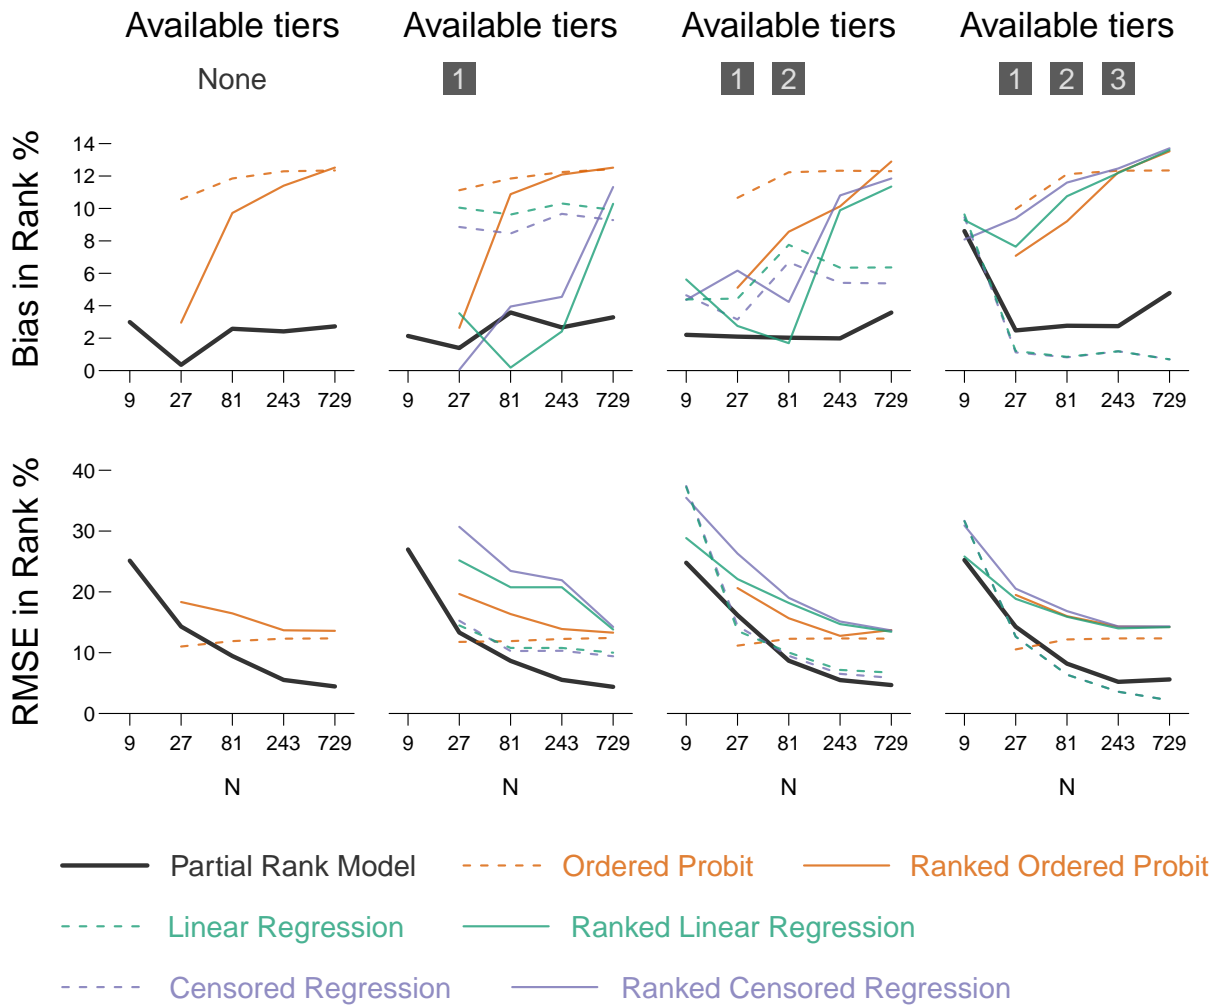 Available tiers Available tiers Available tiers Available tiers
None 1 1 2 1 2 3
Bias in Rank %
14
12
10
8
6
4
2
0
9 27 81 243 729 9 27 81 243 729 9 27 81 243 729 9 27 81 243 729
RMSE in Rank %
40
30
20
10
0
9 27 81 243 729 9 27 81 243 729 9 27 81 243 729 9 27 81 243 729
N N N N
Partial Rank Model Ordered Probit Ranked Ordered Probit
Linear Regression Ranked Linear Regression
Censored Regression Ranked Censored Regression